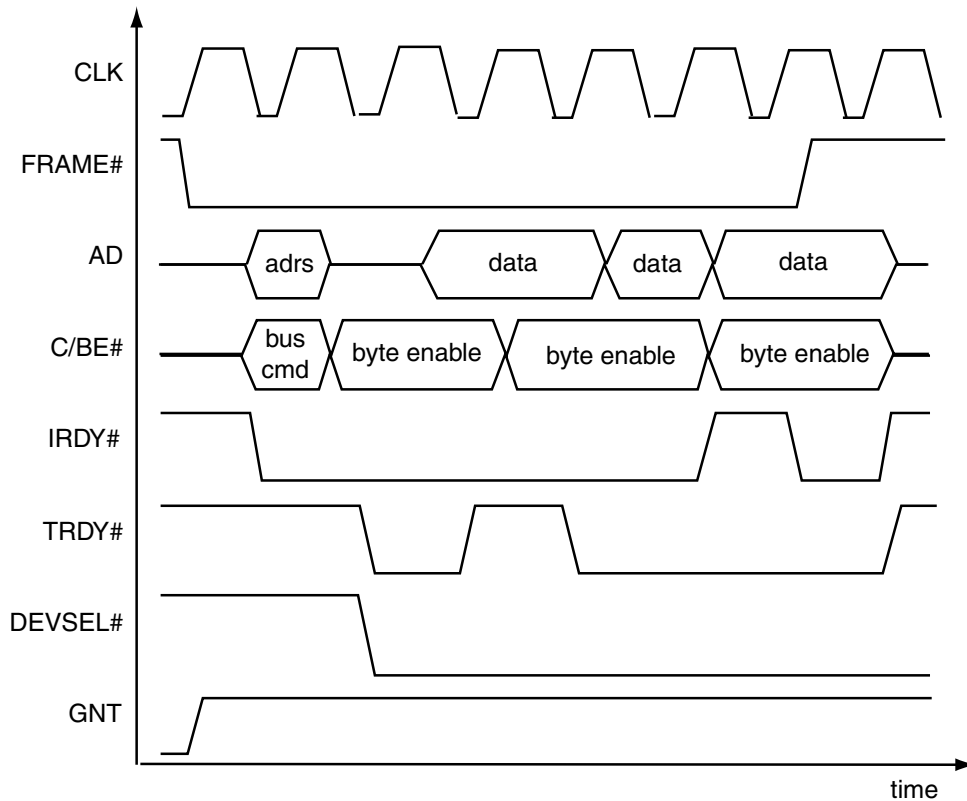 CLK
FRAME#
AD
adrs
data
data
data
C/BE#
bus
cmd
byte enable
byte enable
byte enable
IRDY#
TRDY#
DEVSEL#
GNT
time